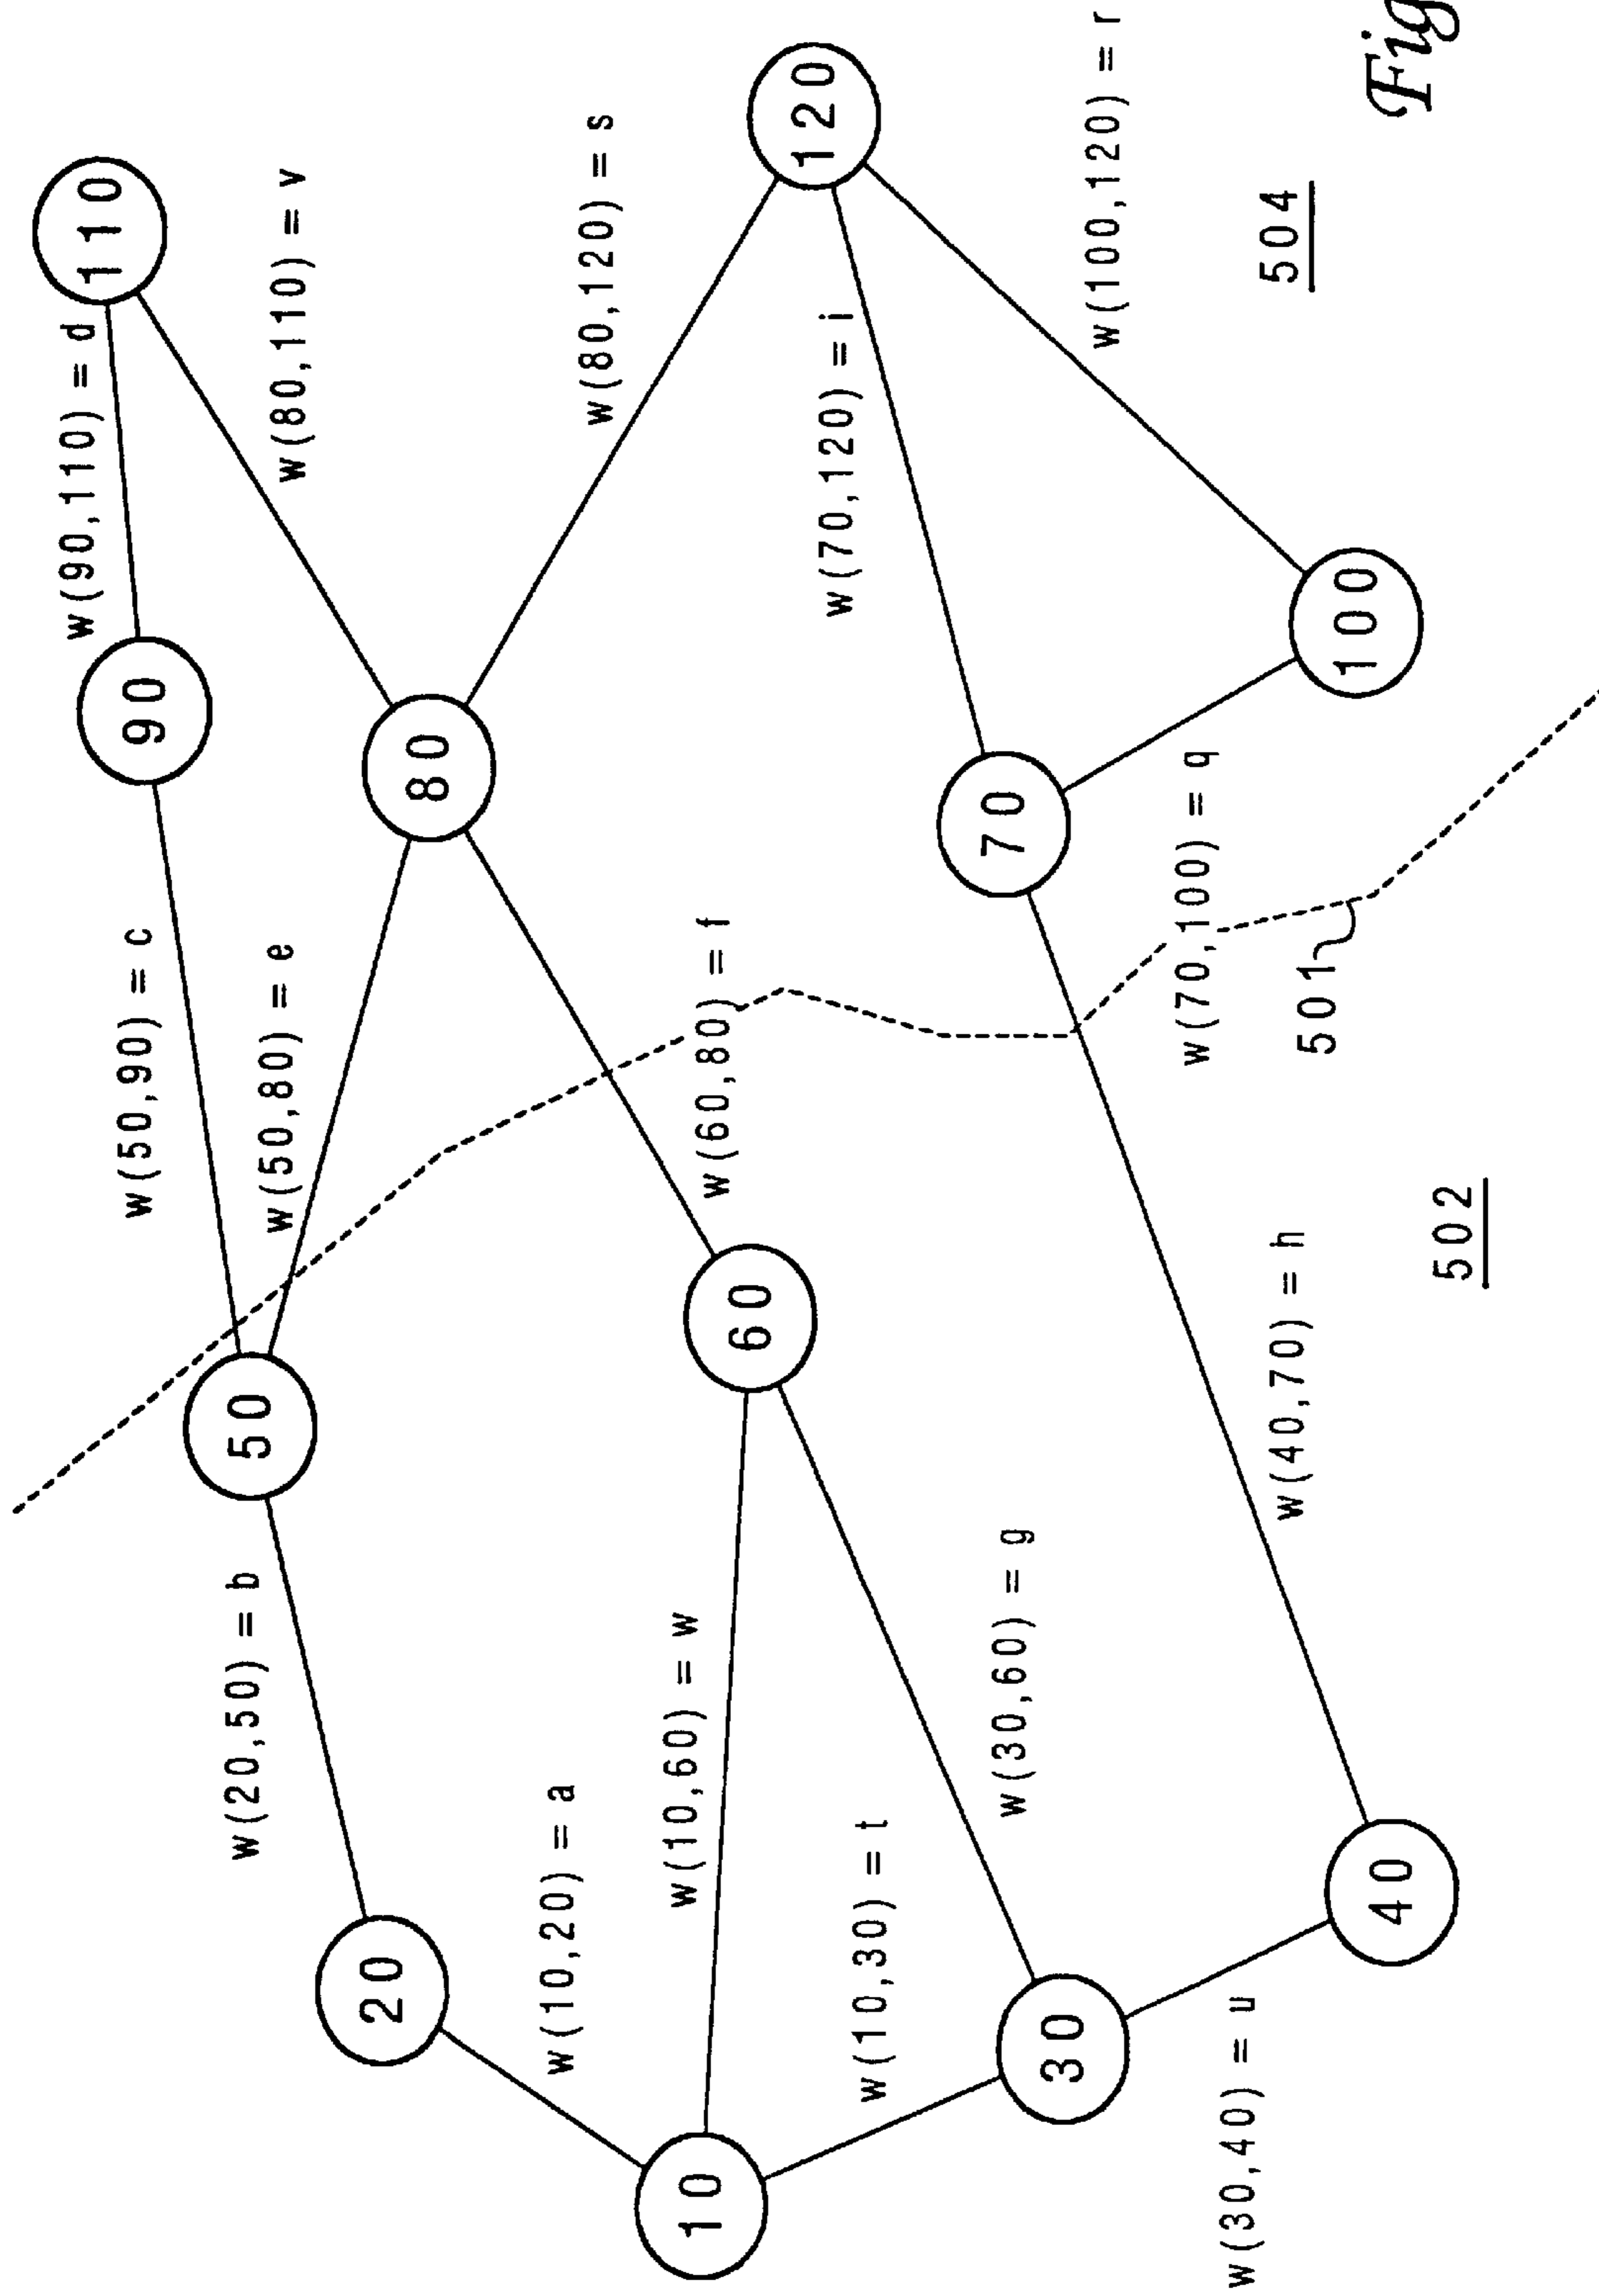 110
w(90,110) = d
90
w(80,110) = v
w(50,90) = c
w(50,80) = e
50
80
w(80,120) = s
120
w(20,50) = b
20
w(60,80) = f
60
w(70,120) = i
w(10,20) = a
w(10,60) = w
10
70
w(100,120) = r
w(10,30) = t
w(30,60) = g
30
w(70,100) = q
100
504
501
w(40,70) = h
w(30,40) = u
40
502
Fig